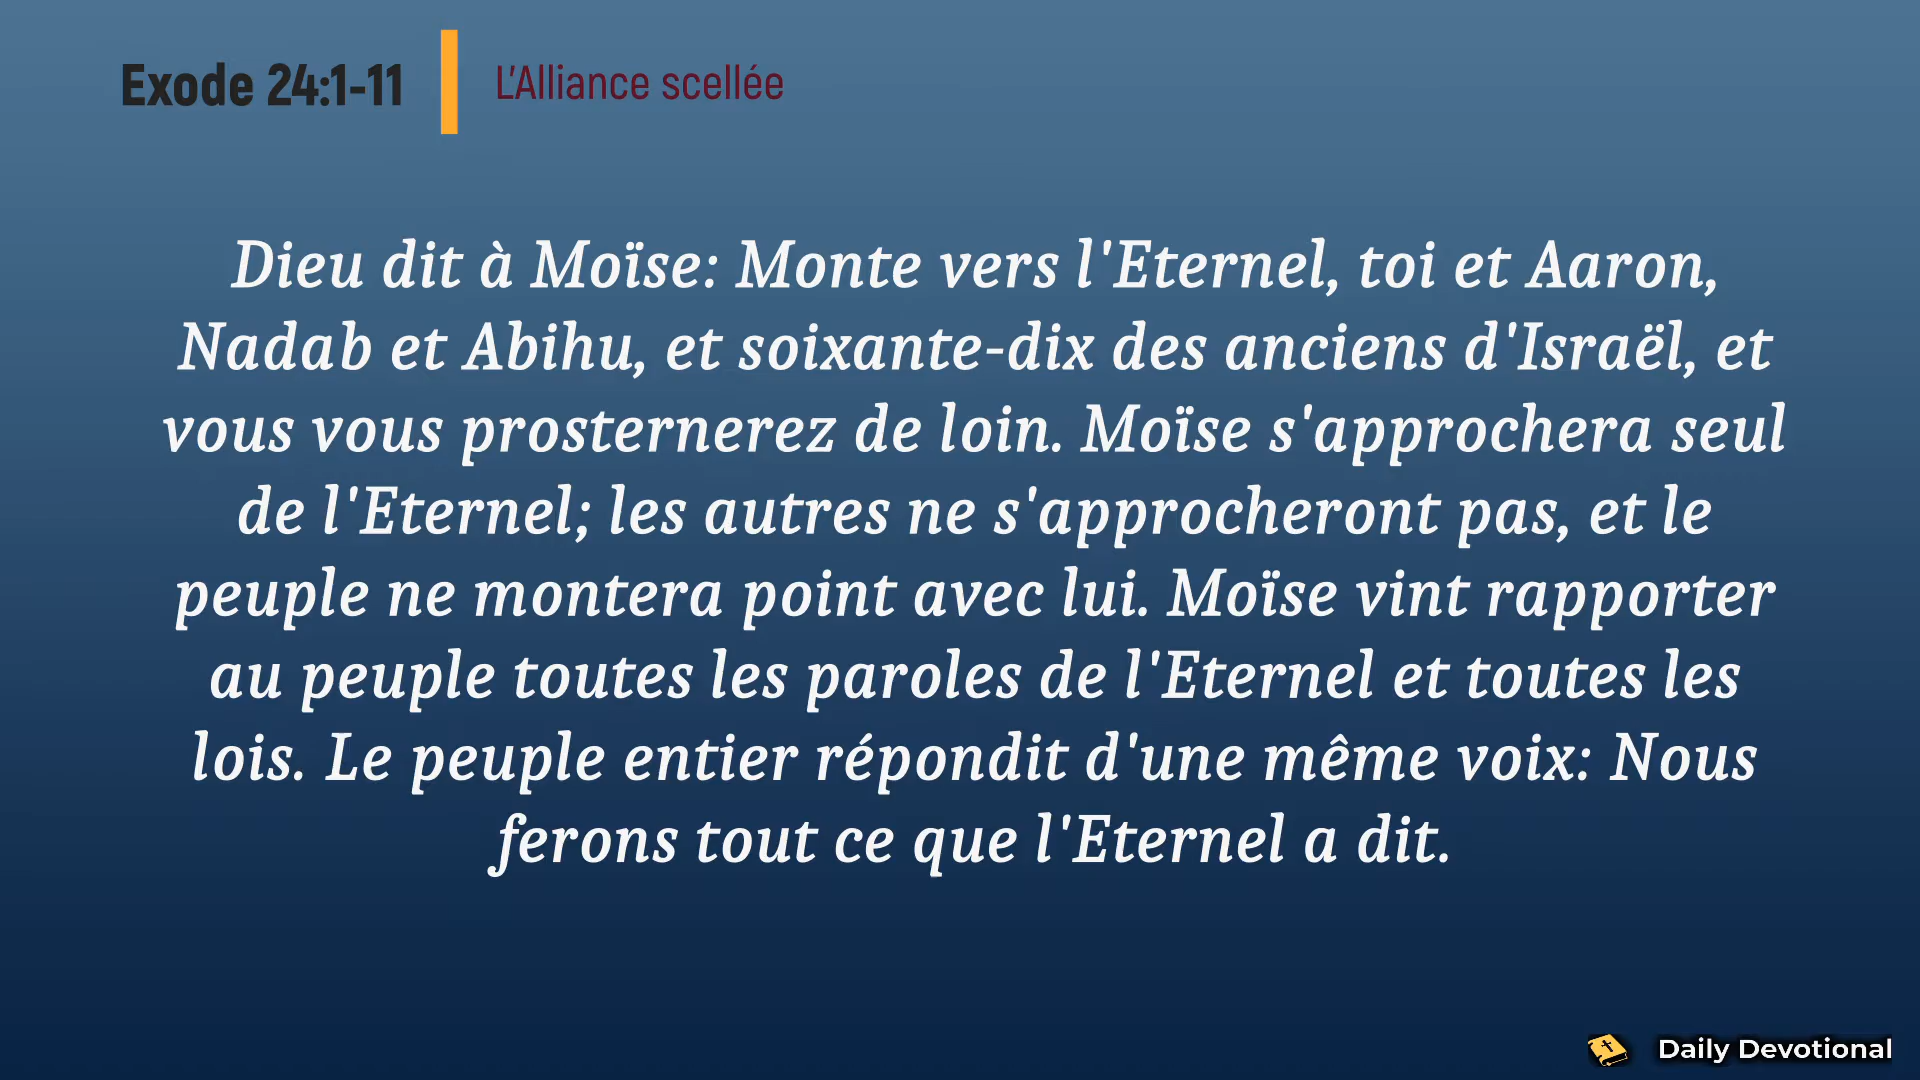 Exode 24:1-11
L'Alliance scellée
Dieu dit à Moïse: Monte vers l'Eternel, toi et Aaron,
Nadab et Abihu, et soixante-dix des anciens d'Israël, et
vous vous prosternerez de loin. Moïse s'approchera seul
de l'Eternel; les autres ne s'approcheront pas, et le
peuple ne montera point avec lui. Moïse vint rapporter
au peuple toutes les paroles de l'Eternel et toutes les
lois. Le peuple entier répondit d'une même voix: Nous
ferons tout ce que l'Eternel a dit.
Daily Devotional